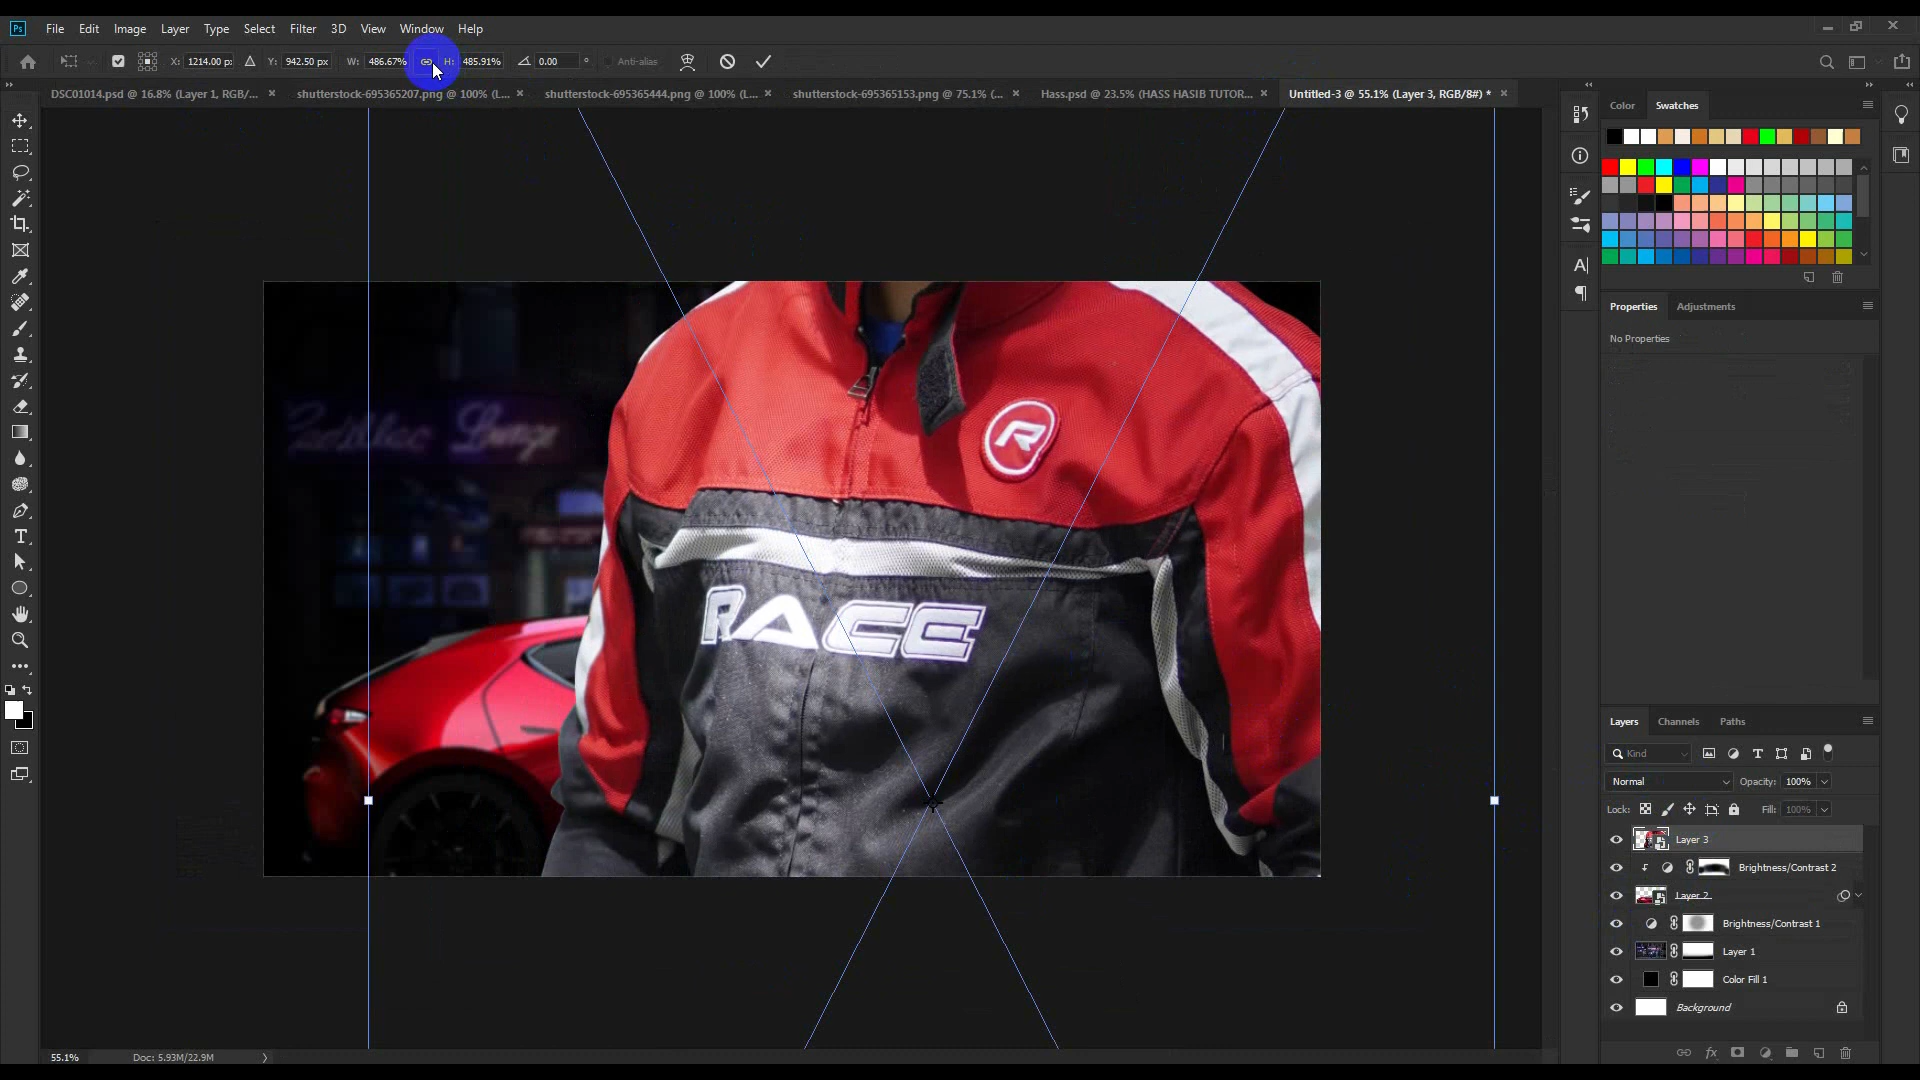 Ps File Edit Image Layer Type Select Filter 3D View Window Help
X: 1214.00 p: Y: 942.50 px W: 486.67% H: 485.91% 0.00 ° Anti-alias
DSC01014.psd @ 16.8% (Layer 1, RGB/... × shutterstock-695365207.png @ 100% (L... × shutterstock-695365444.png @ 100% (L... × shutterstock-695365153.png @ 75.1% (... × Hass.psd @ 23.5% (HASS HASIB TUTOR... × Untitled-3 @ 55.1% (Layer 3, RGB/8#) * ×
Color Swatches
Properties Adjustments
No Properties
Cadillac Lounge
R
RACE
Layers Channels Paths
Kind
Normal Opacity: 100%
Lock: Fill: 100%
Layer 3
Brightness/Contrast 2
Layer 2
Brightness/Contrast 1
Layer 1
Color Fill 1
Background
fx
55.1% Doc: 5.93M/22.9M